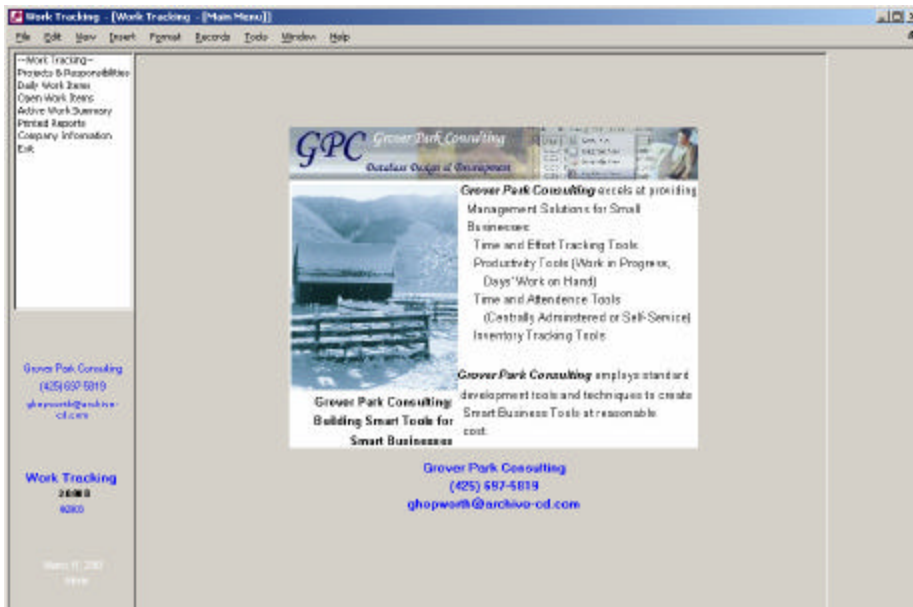 Work Tracking - [Work Tracking - [Main Menu]]
File Edit View Insert Format Records Tools Window Help
--Work Tracking--
Projects & Responsibilities
Daily Work Items
Open Work Items
Active Work Summary
Printed Reports
Company Information
Exit
GPC Grover Park Consulting
Database Design & Development
Grover Park Consulting excels at providing
Management Solutions for Small
Businesses
Time and Effort Tracking Tools
Productivity Tools (Work in Progress,
Days' Work on Hand)
Time and Attendence Tools
(Centrally Administered or Self-Service)
Inventory Tracking Tools
Grover Park Consulting employs standard
development tools and techniques to create
Smart Business Tools at reasonable
cost.
Grover Park Consulting:
Building Smart Tools for
Smart Businesses
Grover Park Consulting
(425) 697-5819
ghopworth@archive-cd.com
Grover Park Consulting
(425) 697-5819
ghopworth@archive-
cd.com
Work Tracking